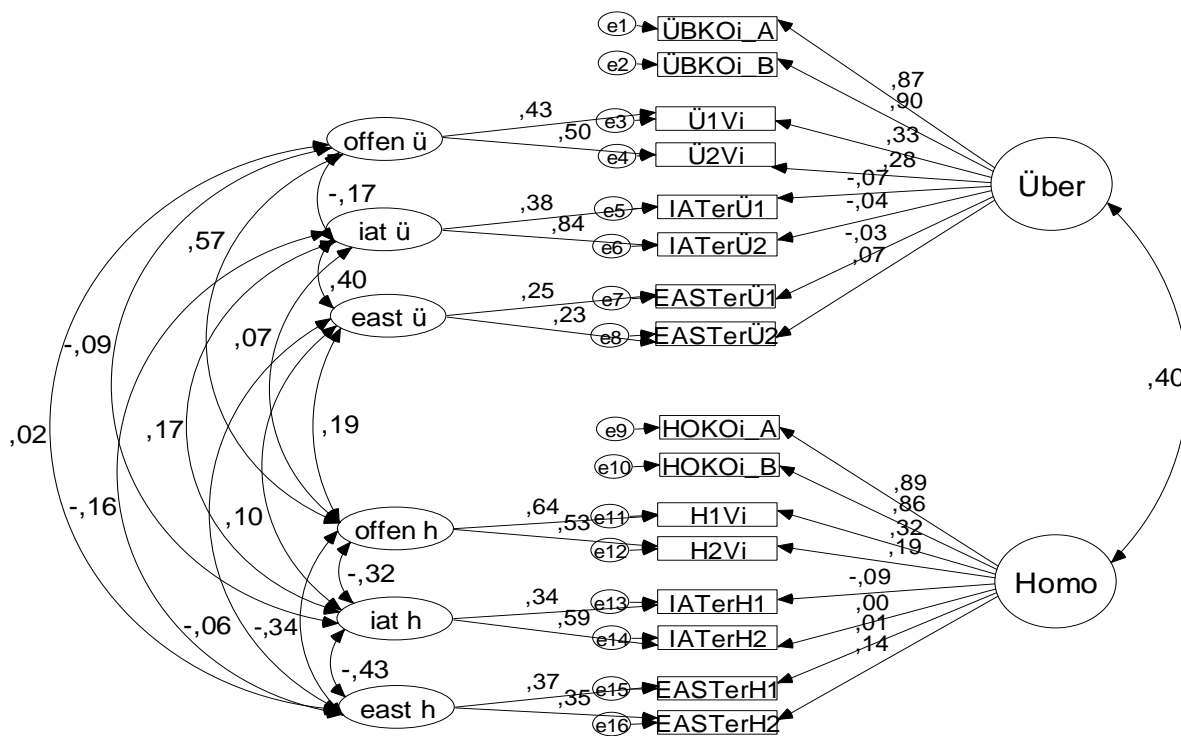 e1 ÜBKOi_A
e2 ÜBKOi_B
,87
,90
offen ü ,43 e3 Ü1Vi ,33
,50 e4 Ü2Vi ,28
Über
-,17
iat ü ,38 e5 IATerÜ1 -,07
,84 e6 IATerÜ2 -,04
,57
,40
east ü ,25 e7 EASTerÜ1 -,03
,23 e8 EASTerÜ2 ,07
-,09
,07
,40
,02
,17
,19
e9 HOKOi_A
e10 HOKOi_B
,89
,86
-,16
,10
offen h ,64 e11 H1Vi ,32
,53 e12 H2Vi ,19
Homo
-,32
iat h ,34 e13 IATerH1 -,09
,59 e14 IATerH2 ,00
-,06
-,34
-,43
east h ,37 e15 EASTerH1 ,01
,35 e16 EASTerH2 ,14